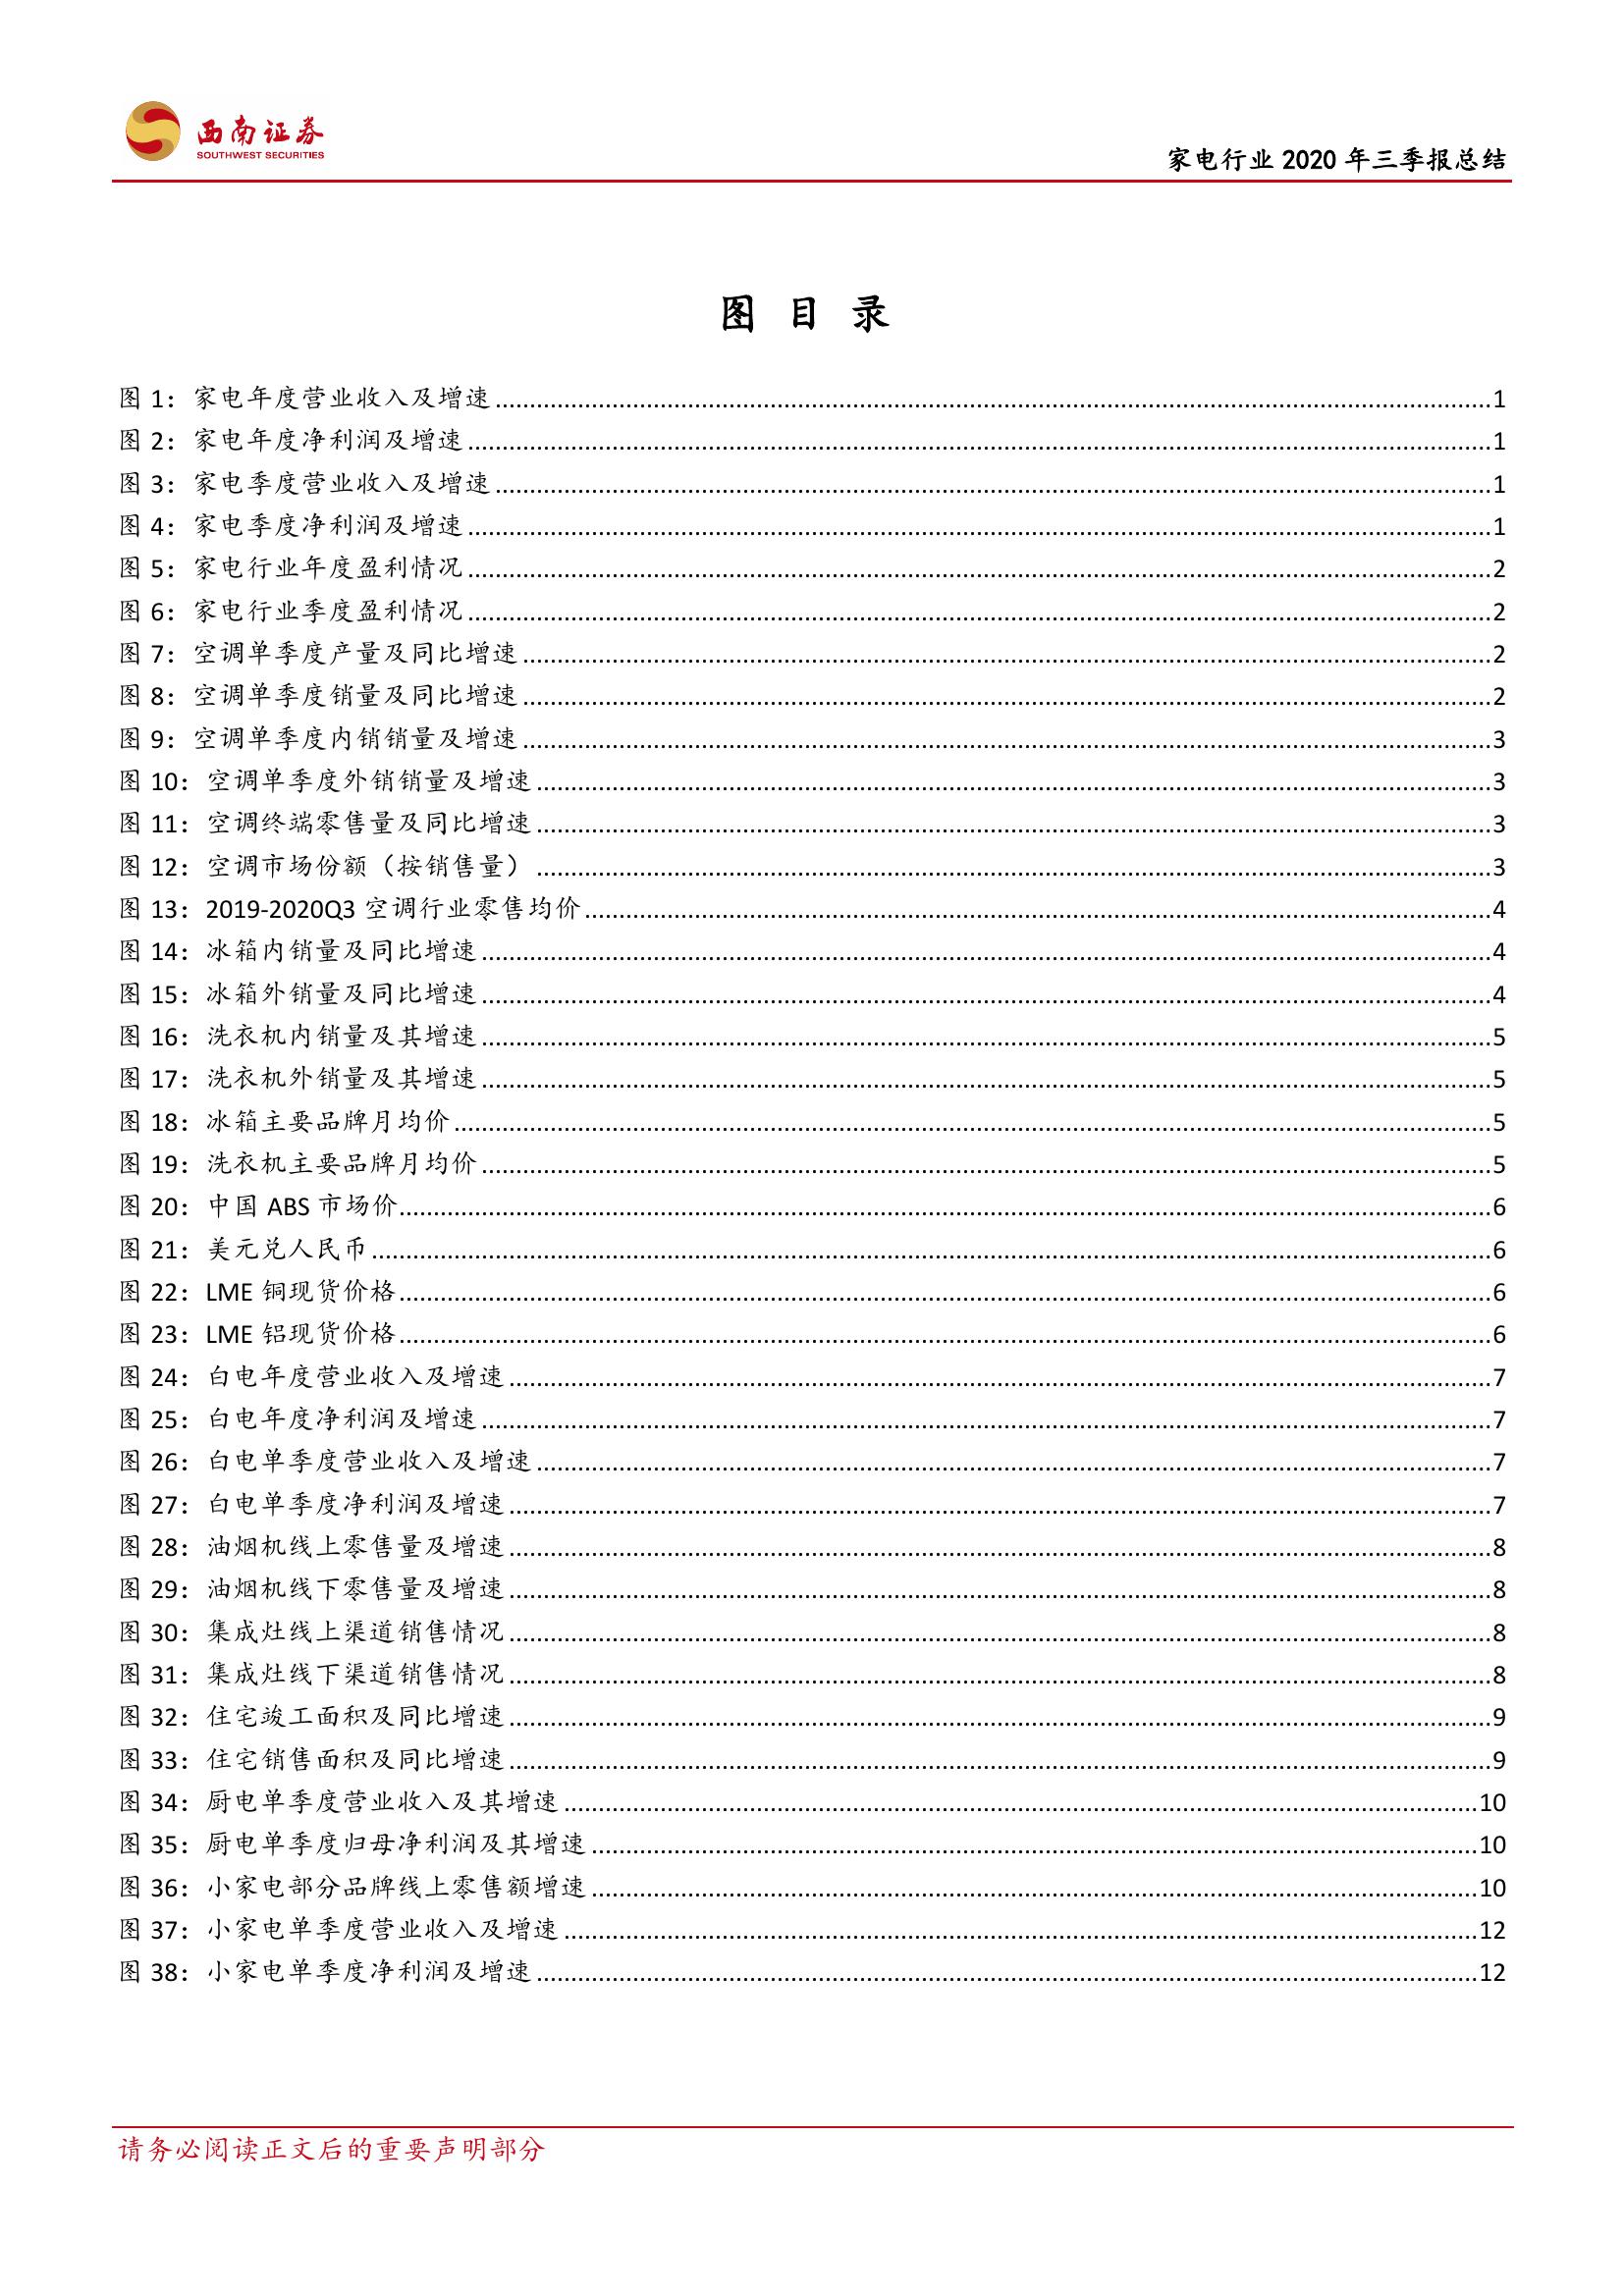 西南证券
SOUTHWEST SECURITIES
家电行业 2020 年三季报总结
图 目 录
图 1：家电年度营业收入及增速 1
图 2：家电年度净利润及增速 1
图 3：家电季度营业收入及增速 1
图 4：家电季度净利润及增速 1
图 5：家电行业年度盈利情况 2
图 6：家电行业季度盈利情况 2
图 7：空调单季度产量及同比增速 2
图 8：空调单季度销量及同比增速 2
图 9：空调单季度内销销量及增速 3
图 10：空调单季度外销销量及增速 3
图 11：空调终端零售量及同比增速 3
图 12：空调市场份额（按销售量） 3
图 13：2019-2020Q3 空调行业零售均价 4
图 14：冰箱内销量及同比增速 4
图 15：冰箱外销量及同比增速 4
图 16：洗衣机内销量及其增速 5
图 17：洗衣机外销量及其增速 5
图 18：冰箱主要品牌月均价 5
图 19：洗衣机主要品牌月均价 5
图 20：中国 ABS 市场价 6
图 21：美元兑人民币 6
图 22：LME 铜现货价格 6
图 23：LME 铝现货价格 6
图 24：白电年度营业收入及增速 7
图 25：白电年度净利润及增速 7
图 26：白电单季度营业收入及增速 7
图 27：白电单季度净利润及增速 7
图 28：油烟机线上零售量及增速 8
图 29：油烟机线下零售量及增速 8
图 30：集成灶线上渠道销售情况 8
图 31：集成灶线下渠道销售情况 8
图 32：住宅竣工面积及同比增速 9
图 33：住宅销售面积及同比增速 9
图 34：厨电单季度营业收入及其增速 10
图 35：厨电单季度归母净利润及其增速 10
图 36：小家电部分品牌线上零售额增速 10
图 37：小家电单季度营业收入及增速 12
图 38：小家电单季度净利润及增速 12
请务必阅读正文后的重要声明部分